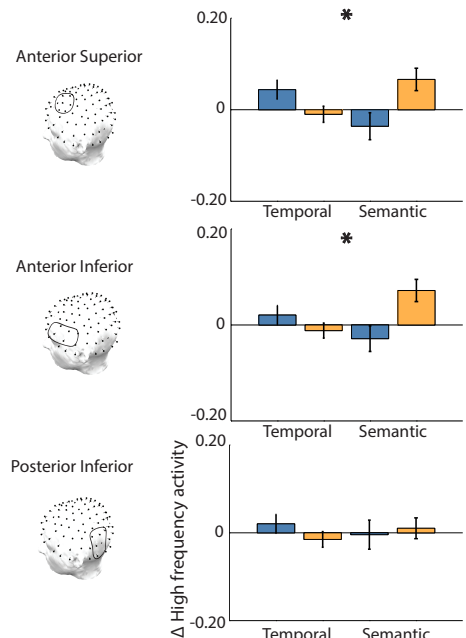 0.20
*
Anterior Superior
0
-0.20
Temporal Semantic
0.20
*
Anterior Inferior
0
-0.20
Temporal Semantic
0.20
Posterior Inferior
0
Δ High frequency activity
-0.20
Temporal Semantic